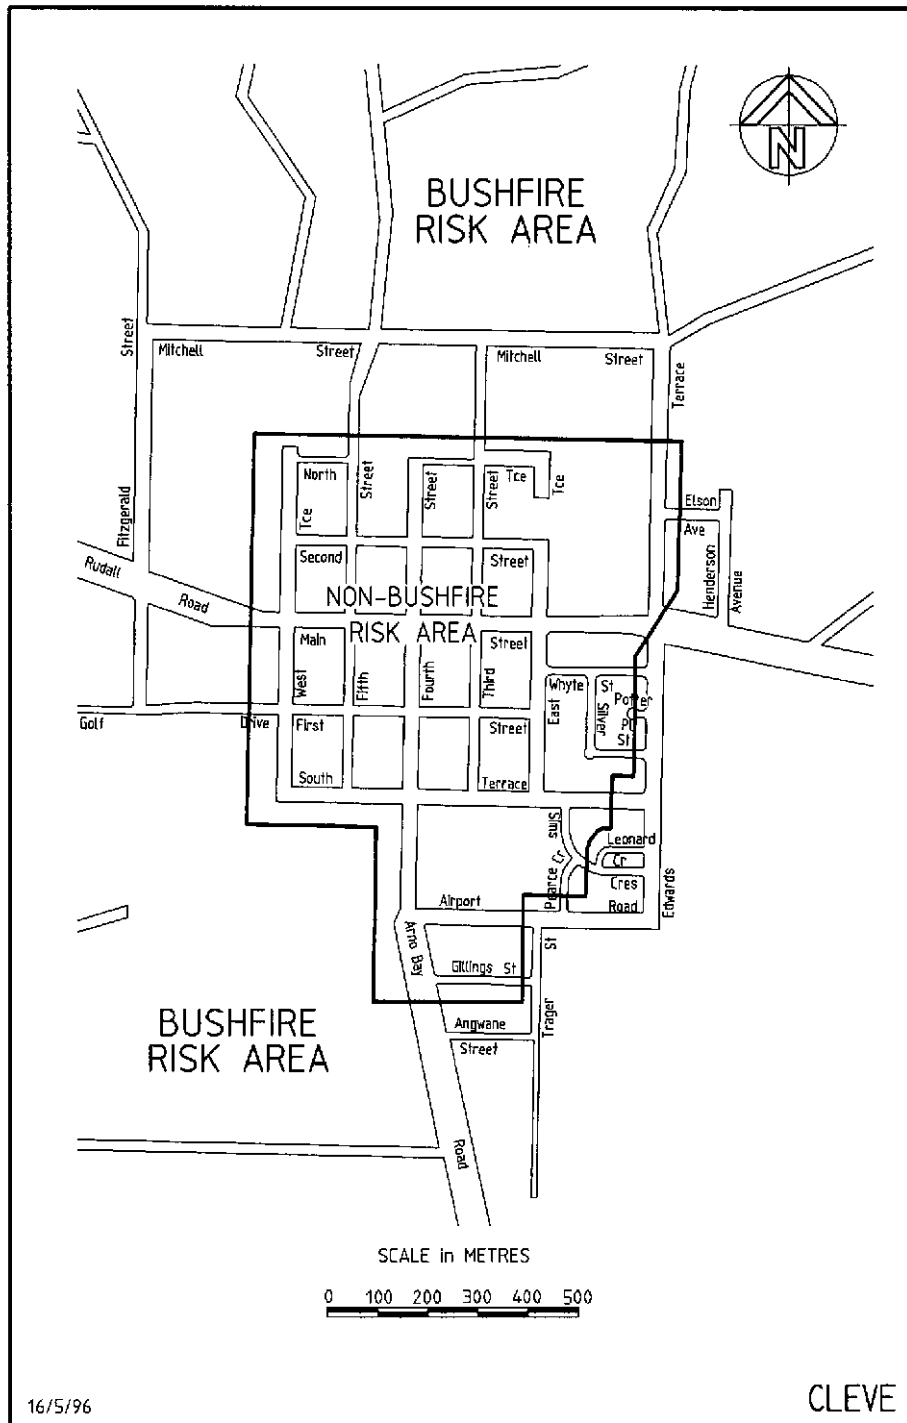 N
BUSHFIRE
RISK AREA
Street
Mitchell
Street
Mitchell
Street
Terrace
North
Tce
Street
Street
Street
Tce
Tce
Fitzgerald
Elson
Ave
Henderson
Avenue
Rudall
Road
Second
Street
NON-BUSHFIRE
RISK AREA
Main
Street
West
Fifth
Fourth
Third
East
Whyte
St
Silver
Potter
Pl
St
Golf
Drive
First
Street
South
Terrace
Sims
Leonard
Cr
Cr
Pearce
Cres
Airport
Road
Edwards
Arno Bay
Gillings St
St
Trager
Angwane
Street
BUSHFIRE
RISK AREA
Road
SCALE in METRES
0 100 200 300 400 500
16/5/96
CLEVE